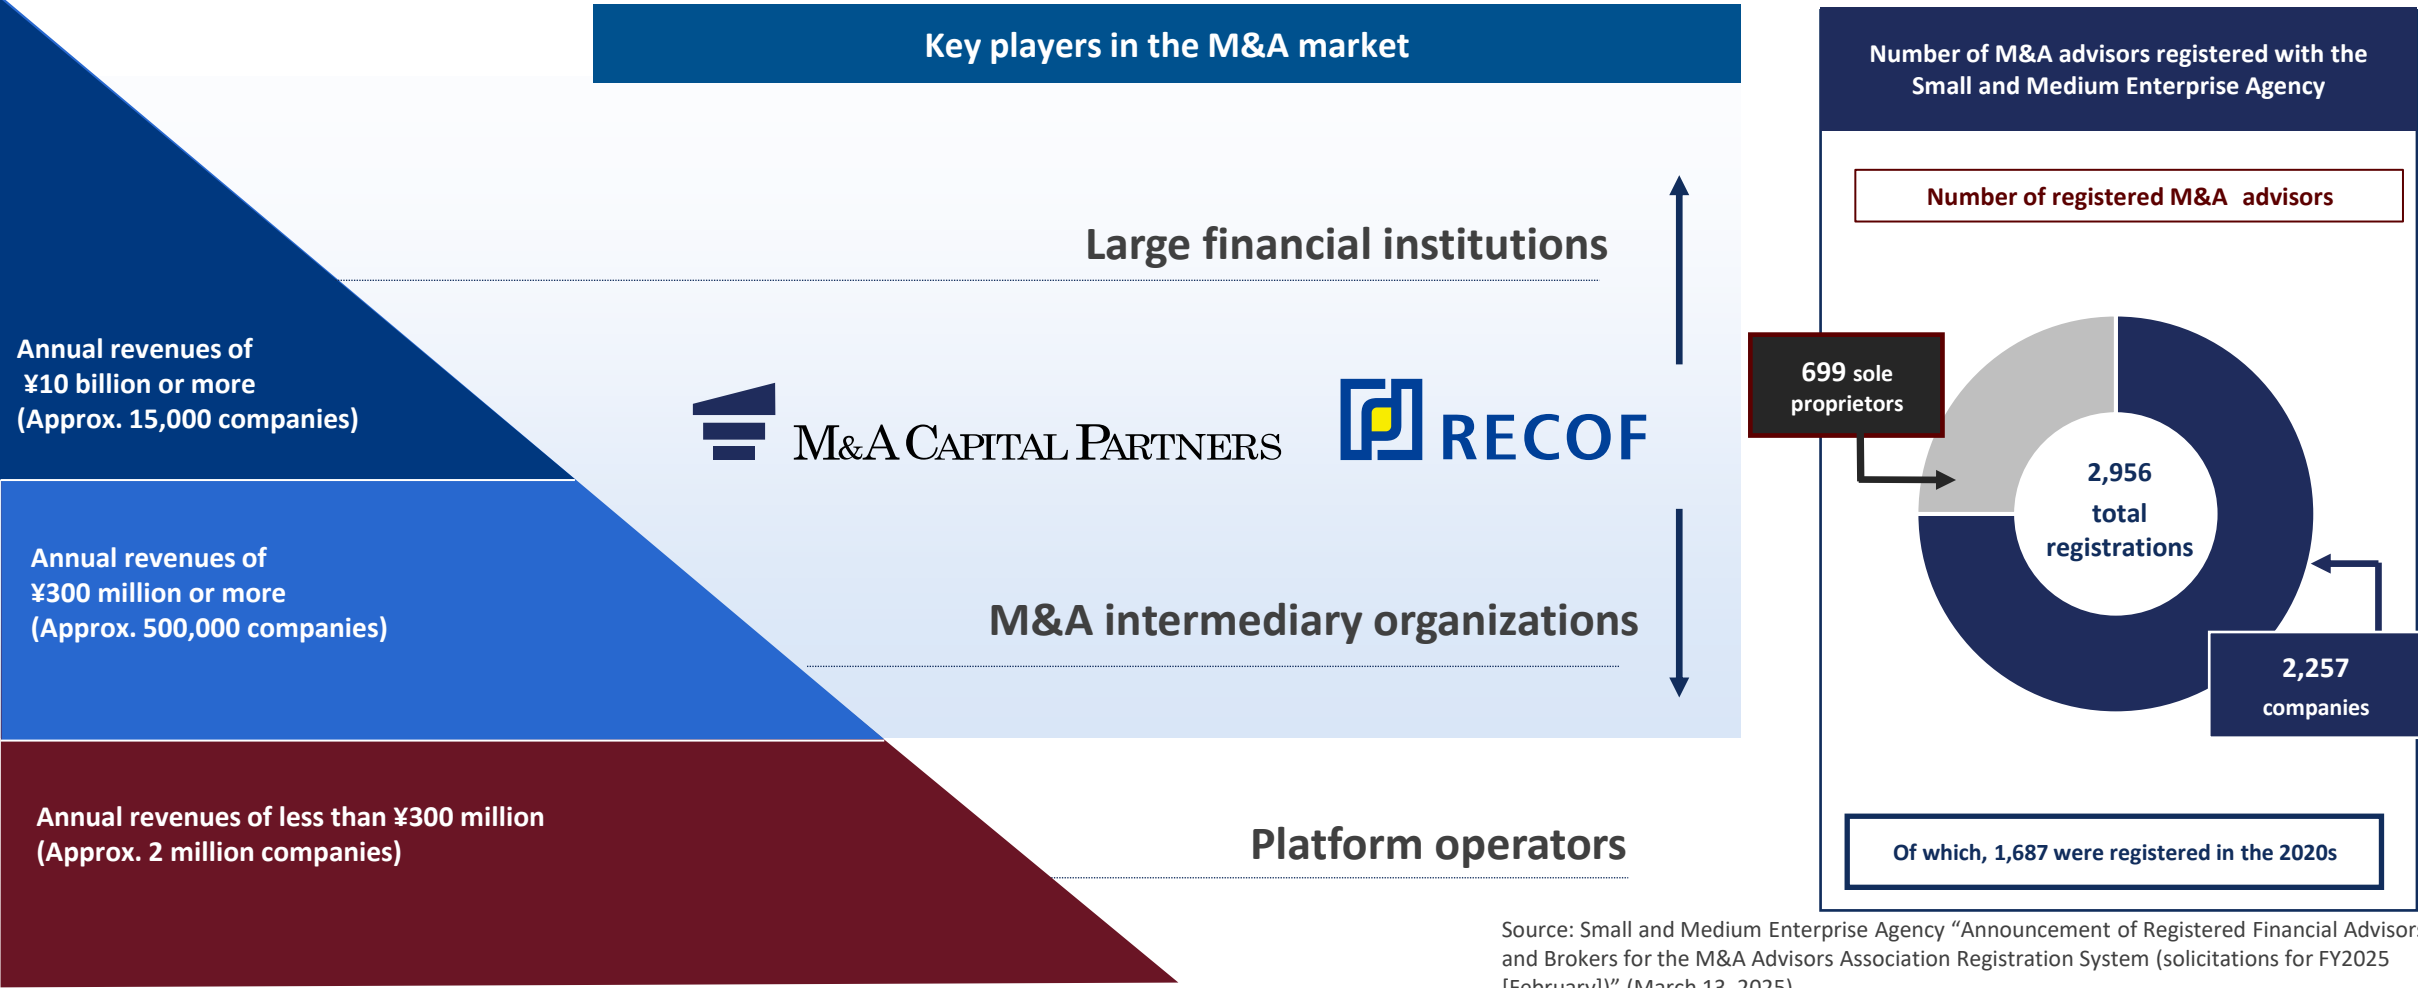 Key players in the M&A market
Large financial institutions
Annual revenues of
¥10 billion or more
(Approx. 15,000 companies)
M&A CAPITAL PARTNERS
RECOF
Annual revenues of
¥300 million or more
(Approx. 500,000 companies)
M&A intermediary organizations
Annual revenues of less than ¥300 million
(Approx. 2 million companies)
Platform operators
Number of M&A advisors registered with the
Small and Medium Enterprise Agency
Number of registered M&A advisors
699 sole
proprietors
2,956
total
registrations
2,257
companies
Of which, 1,687 were registered in the 2020s
Source: Small and Medium Enterprise Agency “Announcement of Registered Financial Advisors
and Brokers for the M&A Advisors Association Registration System (solicitations for FY2025
[February])” (March 13, 2025)